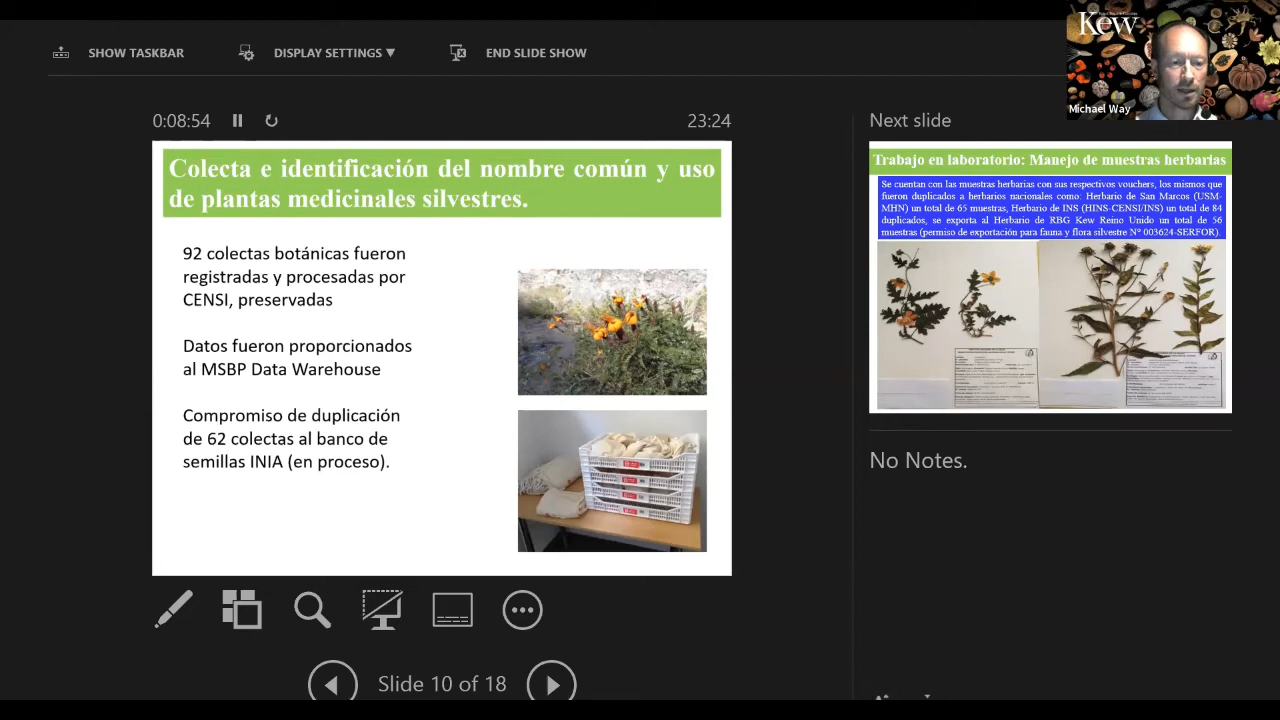 SHOW TASKBAR
DISPLAY SETTINGS ▼
END SLIDE SHOW
Kew
Michael Way
0:08:54
23:24
Next slide
Colecta e identificación del nombre común y uso
de plantas medicinales silvestres.
92 colectas botánicas fueron
registradas y procesadas por
CENSI, preservadas
Datos fueron proporcionados
al MSBP Data Warehouse
Compromiso de duplicación
de 62 colectas al banco de
semillas INIA (en proceso).
Trabajo en laboratorio: Manejo de muestras herbarias
Se cuentan con las muestras herbarias con sus respectivos vouchers, los mismos que
fueron duplicados a herbarios nacionales como: Herbario de San Marcos (USM-
MHN) un total de 65 muestras, Herbario de INS (HINS-CENSI/INS) un total de 84
duplicados, se exporta al Herbario de RBG Kew Reino Unido un total de 56
muestras (permiso de exportación para fauna y flora silvestre Nº 003624-SERFOR).
No Notes.
Slide 10 of 18